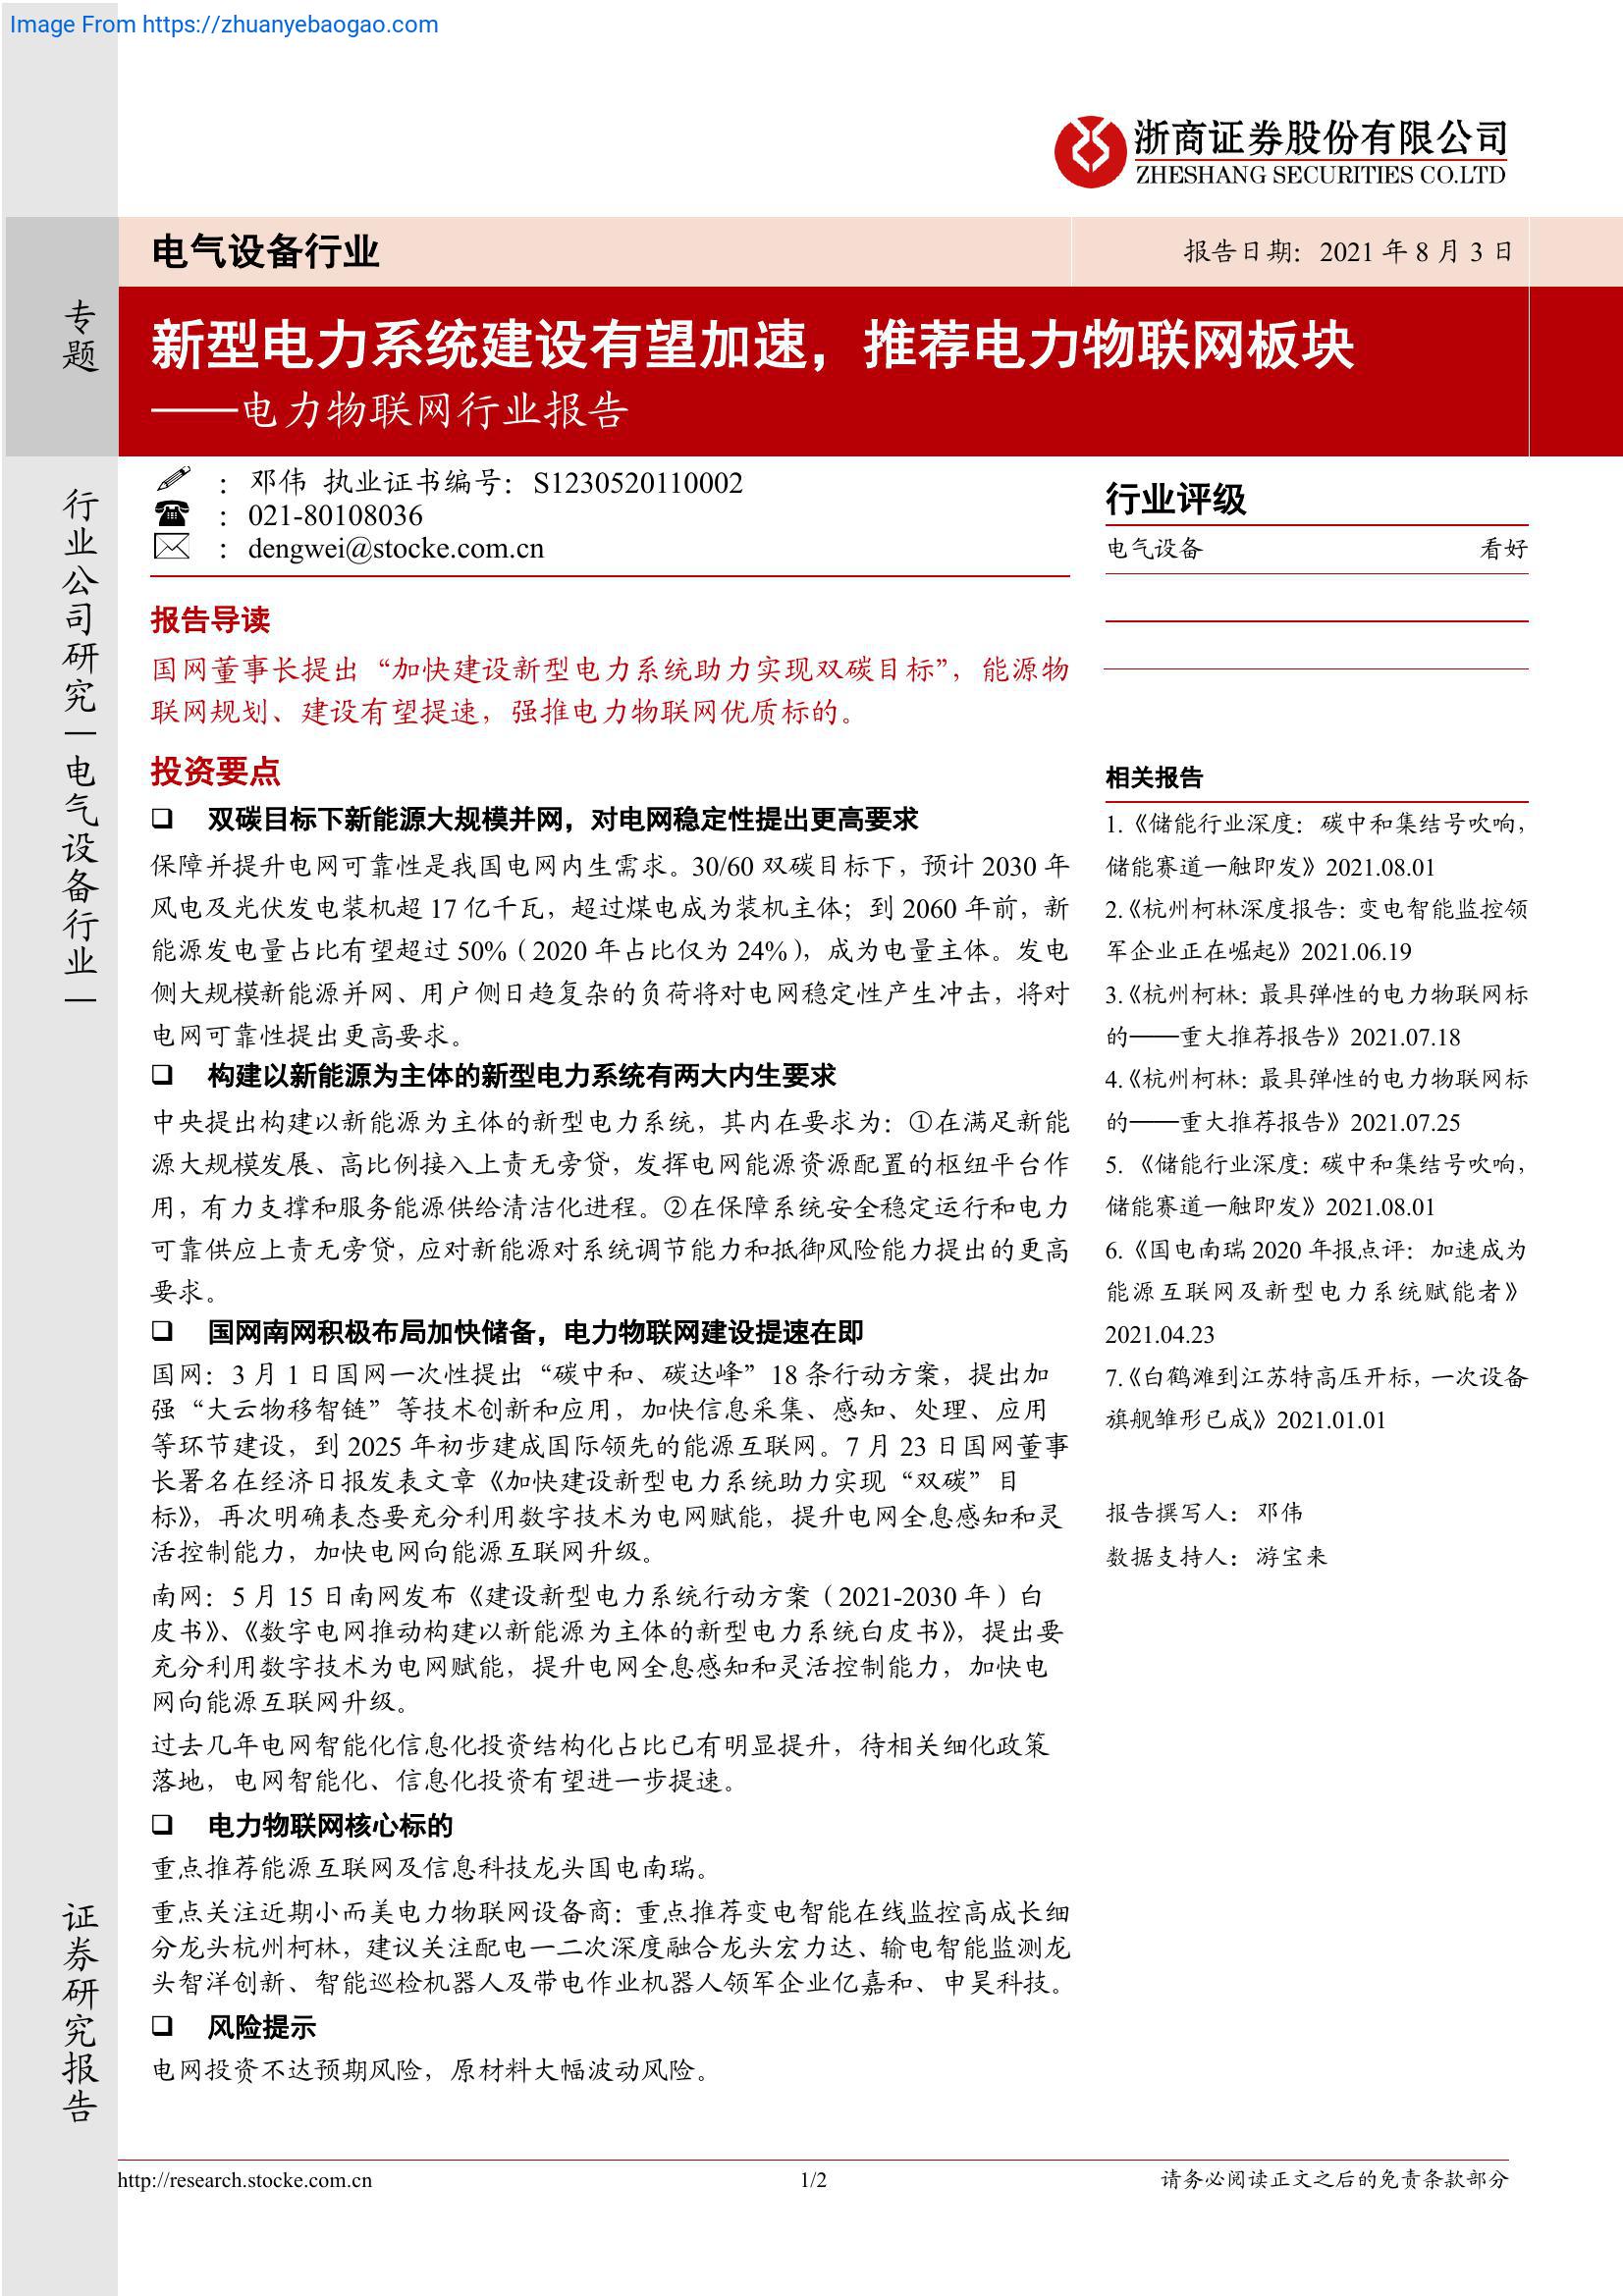 Image From https://zhuanyebaogao.com
浙商证券股份有限公司
ZHESHANG SECURITIES CO.LTD
电气设备行业
报告日期：2021 年 8 月 3 日
专题
新型电力系统建设有望加速，推荐电力物联网板块
——电力物联网行业报告
行业公司研究｜电气设备行业｜
证券研究报告
：邓伟 执业证书编号：S1230520110002
：021-80108036
：dengwei@stocke.com.cn
报告导读
国网董事长提出“加快建设新型电力系统助力实现双碳目标”，能源物
联网规划、建设有望提速，强推电力物联网优质标的。
投资要点
❑ 双碳目标下新能源大规模并网，对电网稳定性提出更高要求
保障并提升电网可靠性是我国电网内生需求。30/60 双碳目标下，预计 2030 年
风电及光伏发电装机超 17 亿千瓦，超过煤电成为装机主体；到 2060 年前，新
能源发电量占比有望超过 50%（2020 年占比仅为 24%），成为电量主体。发电
侧大规模新能源并网、用户侧日趋复杂的负荷将对电网稳定性产生冲击，将对
电网可靠性提出更高要求。
❑ 构建以新能源为主体的新型电力系统有两大内生要求
中央提出构建以新能源为主体的新型电力系统，其内在要求为：①在满足新能
源大规模发展、高比例接入上责无旁贷，发挥电网能源资源配置的枢纽平台作
用，有力支撑和服务能源供给清洁化进程。②在保障系统安全稳定运行和电力
可靠供应上责无旁贷，应对新能源对系统调节能力和抵御风险能力提出的更高
要求。
❑ 国网南网积极布局加快储备，电力物联网建设提速在即
国网：3 月 1 日国网一次性提出“碳中和、碳达峰”18 条行动方案，提出加
强“大云物移智链”等技术创新和应用，加快信息采集、感知、处理、应用
等环节建设，到 2025 年初步建成国际领先的能源互联网。7 月 23 日国网董事
长署名在经济日报发表文章《加快建设新型电力系统助力实现“双碳”目
标》，再次明确表态要充分利用数字技术为电网赋能，提升电网全息感知和灵
活控制能力，加快电网向能源互联网升级。
南网：5 月 15 日南网发布《建设新型电力系统行动方案（2021-2030 年）白
皮书》、《数字电网推动构建以新能源为主体的新型电力系统白皮书》，提出要
充分利用数字技术为电网赋能，提升电网全息感知和灵活控制能力，加快电
网向能源互联网升级。
过去几年电网智能化信息化投资结构化占比已有明显提升，待相关细化政策
落地，电网智能化、信息化投资有望进一步提速。
❑ 电力物联网核心标的
重点推荐能源互联网及信息科技龙头国电南瑞。
重点关注近期小而美电力物联网设备商：重点推荐变电智能在线监控高成长细
分龙头杭州柯林，建议关注配电一二次深度融合龙头宏力达、输电智能监测龙
头智洋创新、智能巡检机器人及带电作业机器人领军企业亿嘉和、申昊科技。
❑ 风险提示
电网投资不达预期风险，原材料大幅波动风险。
行业评级
电气设备 看好
相关报告
1.《储能行业深度：碳中和集结号吹响，
储能赛道一触即发》2021.08.01
2.《杭州柯林深度报告：变电智能监控领
军企业正在崛起》2021.06.19
3.《杭州柯林：最具弹性的电力物联网标
的——重大推荐报告》2021.07.18
4.《杭州柯林：最具弹性的电力物联网标
的——重大推荐报告》2021.07.25
5. 《储能行业深度：碳中和集结号吹响，
储能赛道一触即发》2021.08.01
6.《国电南瑞 2020 年报点评：加速成为
能源互联网及新型电力系统赋能者》
2021.04.23
7.《白鹤滩到江苏特高压开标，一次设备
旗舰雏形已成》2021.01.01
报告撰写人：邓伟
数据支持人：游宝来
http://research.stocke.com.cn
1/2
请务必阅读正文之后的免责条款部分